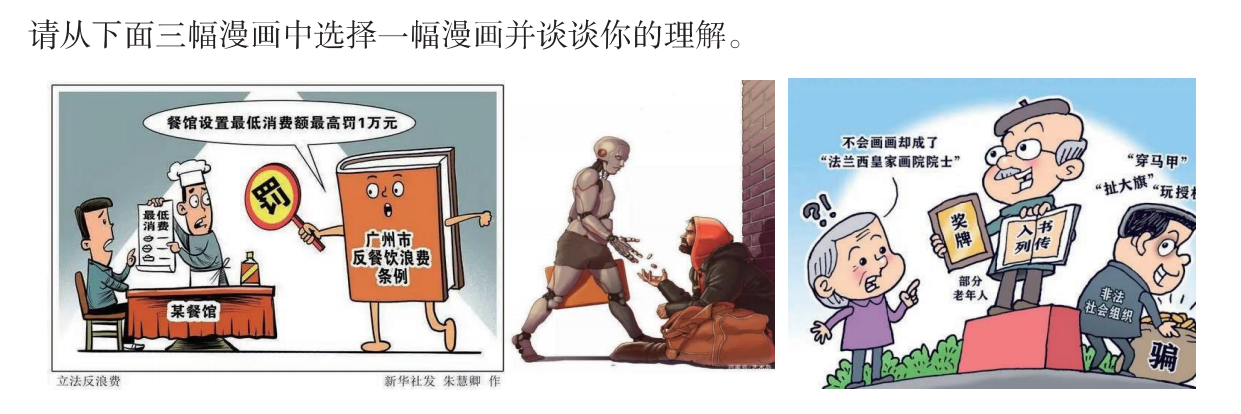 请从下面三幅漫画中选择一幅漫画并谈谈你的理解。
餐馆设置最低消费额最高罚1万元
罚
最低
消费
广州市
反餐饮浪费
条例
某餐馆
立法反浪费
新华社发 朱慧卿 作
不会画画却成了
“法兰西皇家画院院士”
?!
奖
牌
入书
列传
部分
老年人
“穿马甲”
“扯大旗”
“玩授权
非法
社会组织
骗